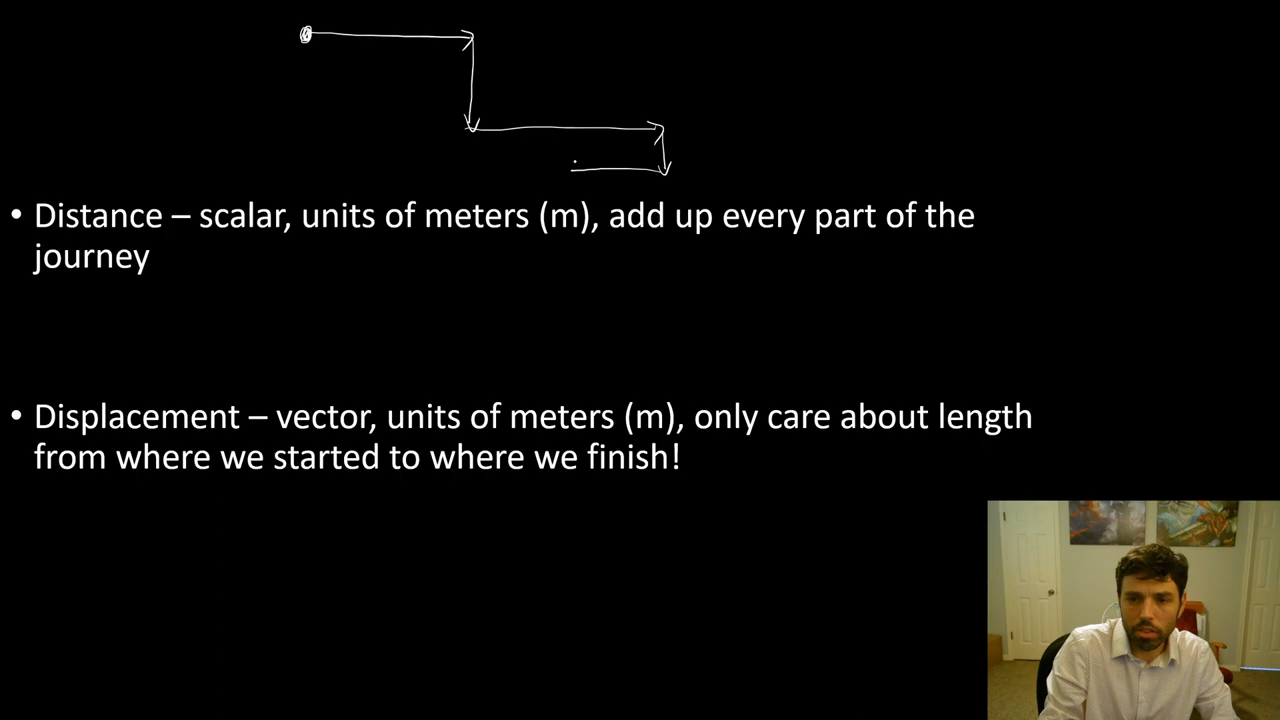 • Distance – scalar, units of meters (m), add up every part of the
journey
• Displacement – vector, units of meters (m), only care about length
from where we started to where we finish!